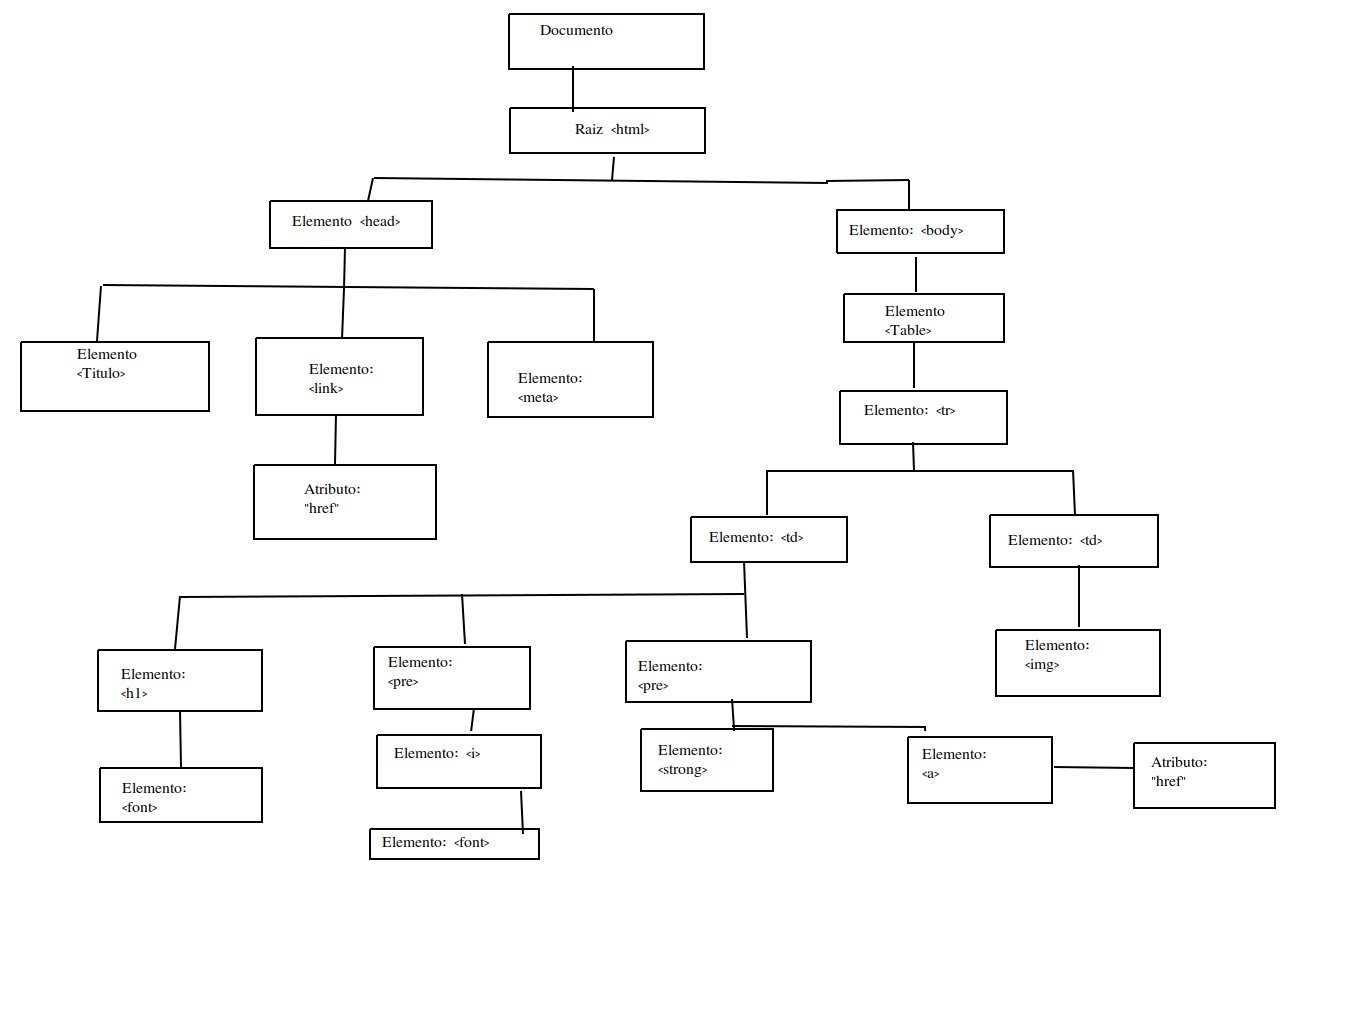 Documento
Raiz <html>
Elemento <head>
Elemento: <body>
Elemento
<Table>
Elemento
<Titulo>
Elemento:
<link>
Elemento:
<meta>
Elemento: <tr>
Atributo:
"href"
Elemento: <td>
Elemento: <td>
Elemento:
<h1>
Elemento:
<pre>
Elemento:
<pre>
Elemento:
<img>
Elemento:
<font>
Elemento: <i>
Elemento:
<strong>
Elemento:
<a>
Atributo:
"href"
Elemento: <font>